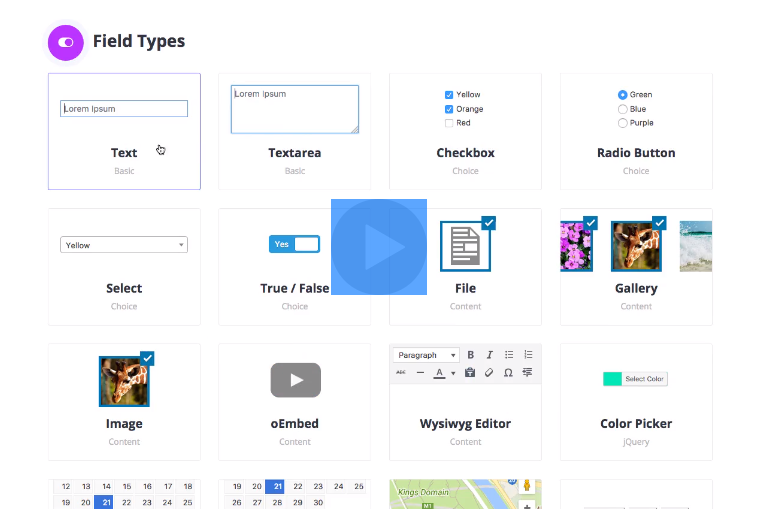 Field Types
Lorem Ipsum
Text
Basic
Lorem Ipsum
Textarea
Basic
Yellow
Orange
Red
Checkbox
Choice
Green
Blue
Purple
Radio Button
Choice
Yellow
Select
Choice
Yes
True / False
Choice
File
Content
Gallery
Content
Image
Content
oEmbed
Content
Paragraph B I
ABC A T Ω
Wysiwyg Editor
Content
Select Color
Color Picker
jQuery
12 13 14 15 16 17 18
19 20 21 22 23 24 25
19 20 21 22 23 24 25
26 27 28 29 30
Kings Domain
M1